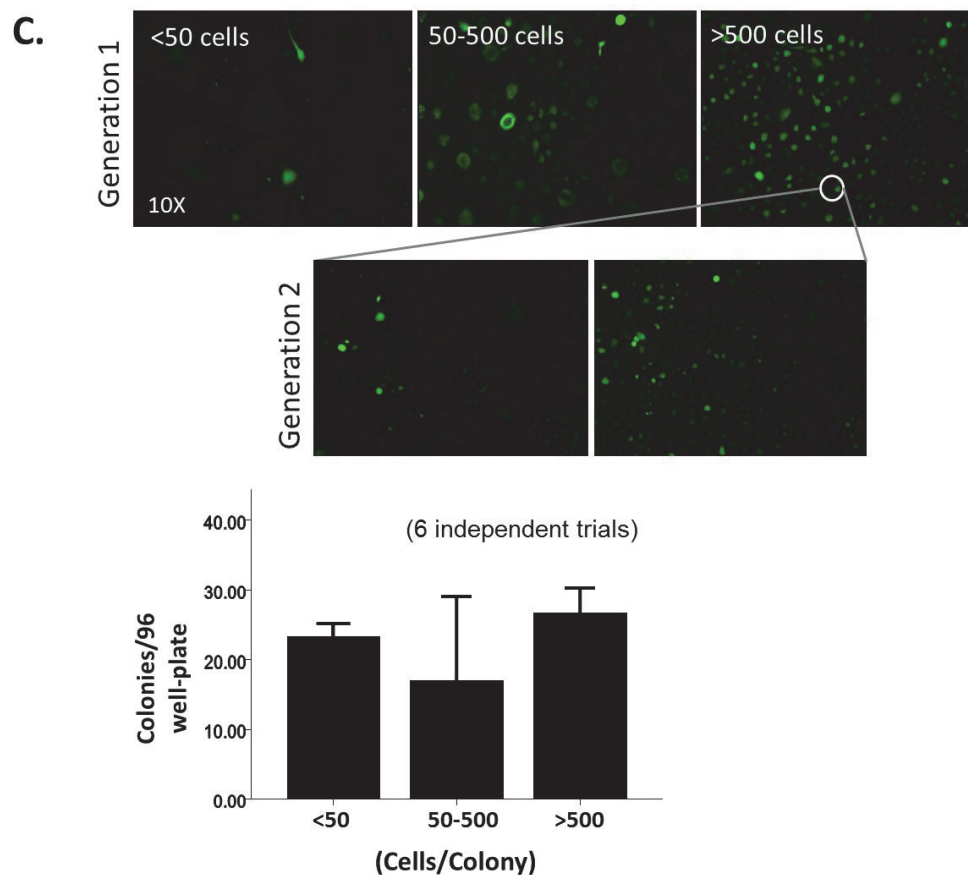 C.
Generation 1
<50 cells
50-500 cells
>500 cells
10X
Generation 2
(6 independent trials)
Colonies/96
well-plate
40.00
30.00
20.00
10.00
0.00
<50
50-500
>500
(Cells/Colony)